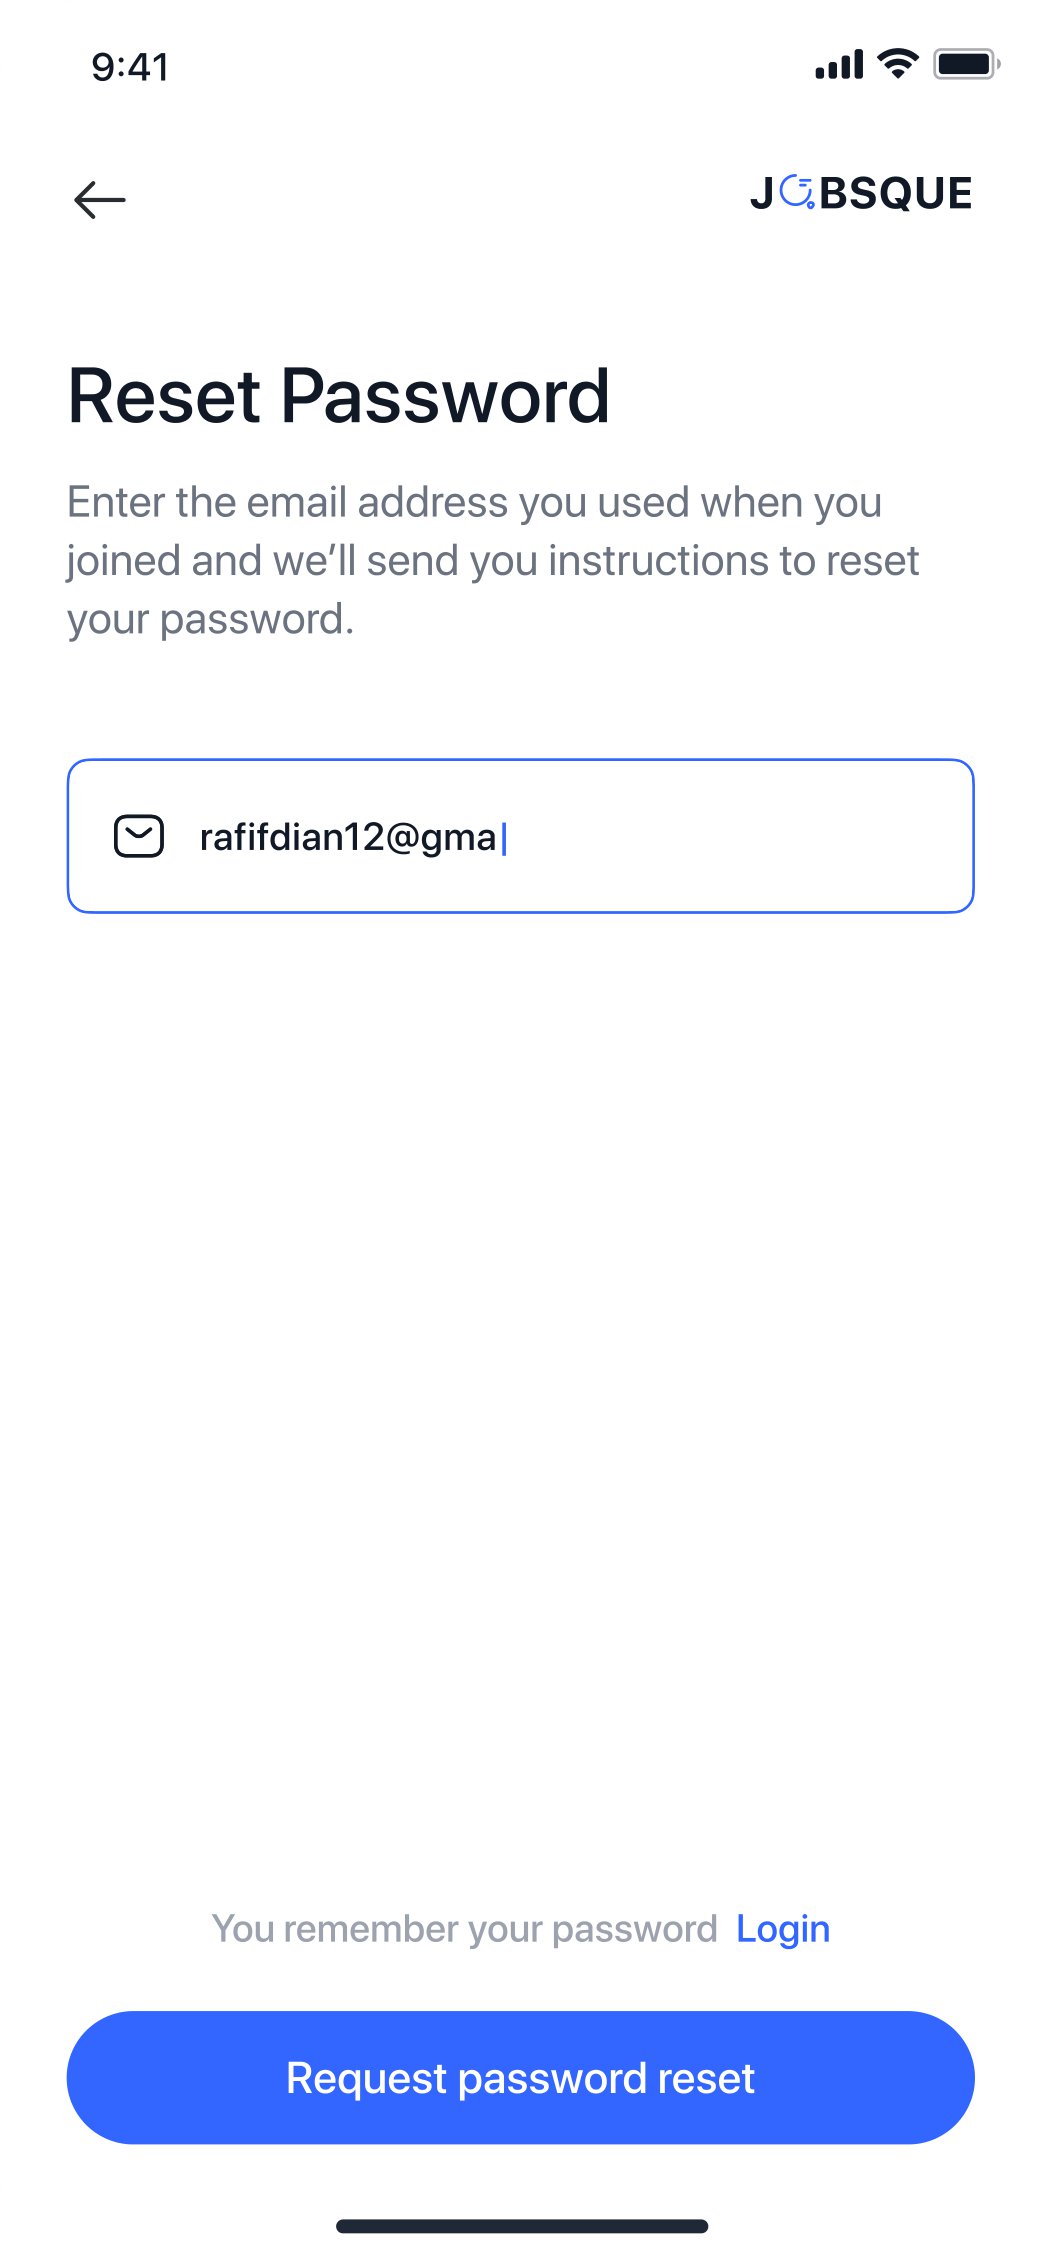 9:41
JOBSQUE
Reset Password
Enter the email address you used when you
joined and we’ll send you instructions to reset
your password.
rafifdian12@gma
You remember your password Login
Request password reset